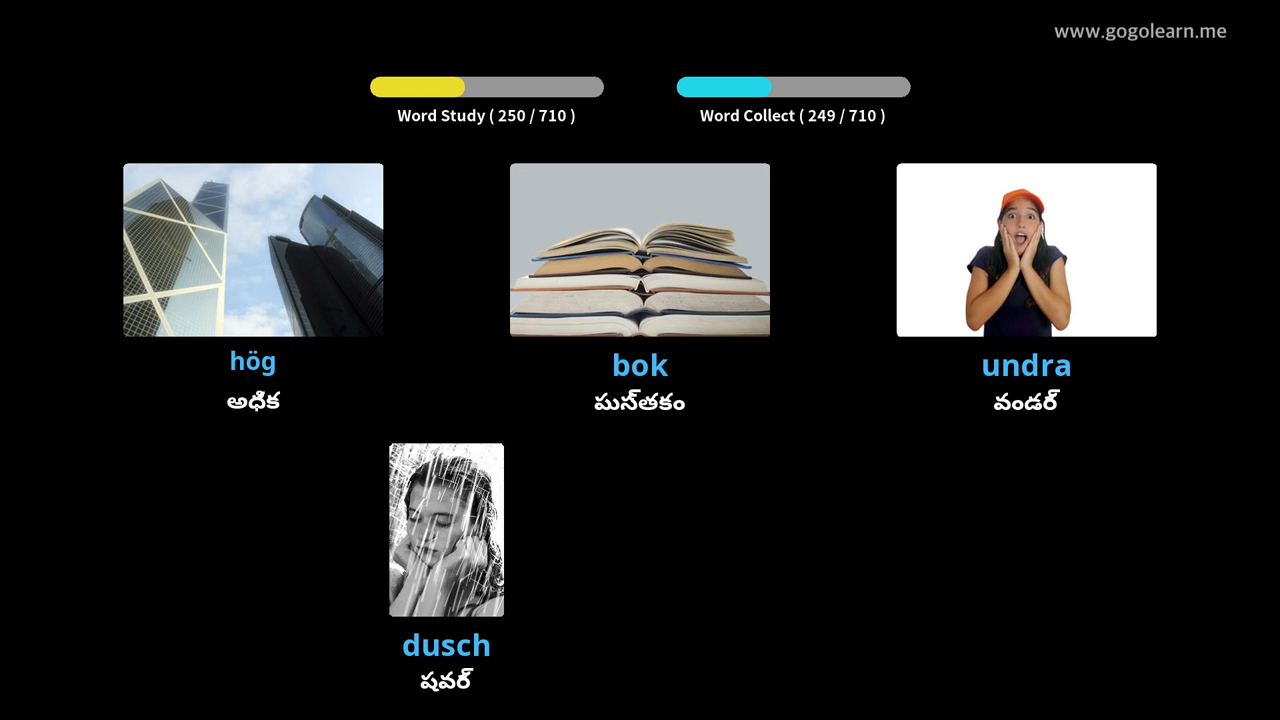 www.gogolearn.me
Word Study ( 250 / 710 )
Word Collect ( 249 / 710 )
hög
bok
undra
అధిక
పుస్తకం
వండర్
dusch
షవర్